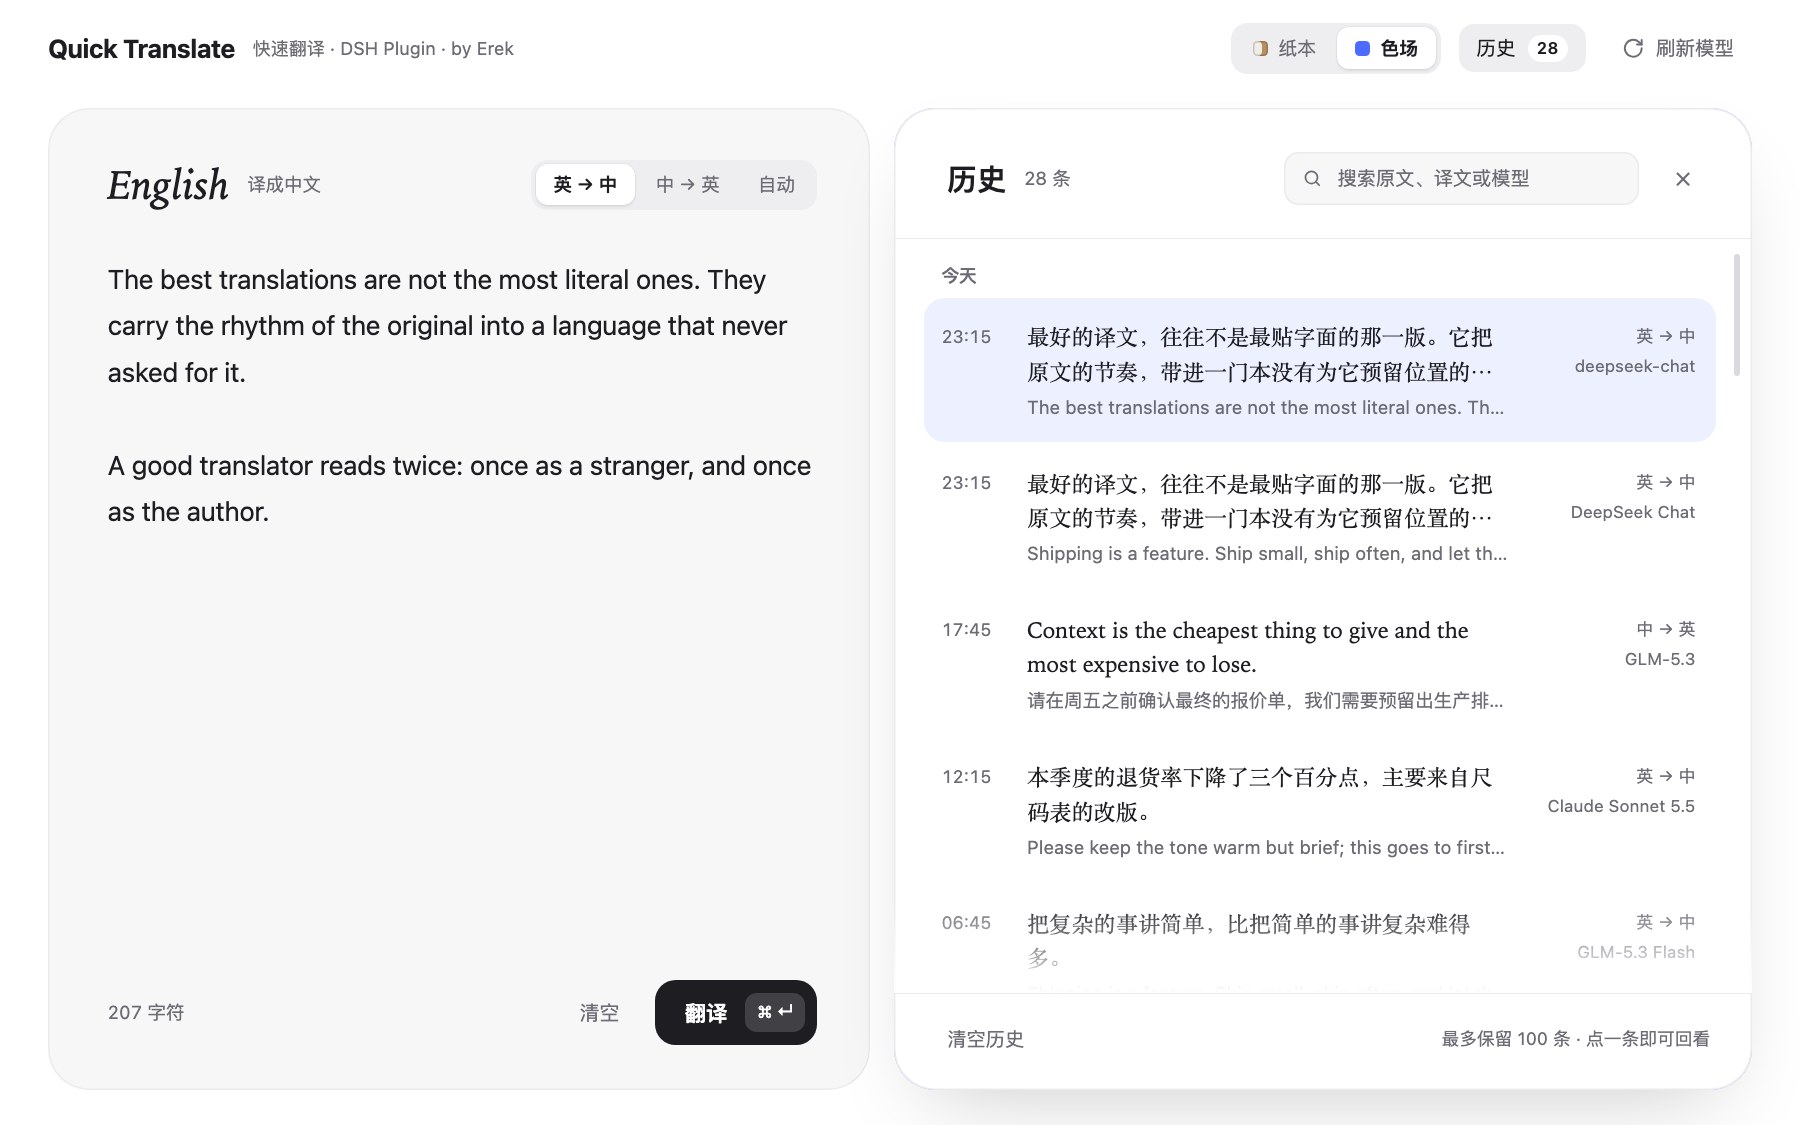 Quick Translate 快速翻译 · DSH Plugin · by Erek
纸本 色场 历史 28 刷新模型
English 译成中文 英 → 中 中 → 英 自动
The best translations are not the most literal ones. They
carry the rhythm of the original into a language that never
asked for it.
A good translator reads twice: once as a stranger, and once
as the author.
207 字符 清空 翻译 ⌘ ↵
历史 28 条 搜索原文、译文或模型 ×
今天
23:15 最好的译文，往往不是最贴字面的那一版。它把 英 → 中
原文的节奏，带进一门本没有为它预留位置的… deepseek-chat
The best translations are not the most literal ones. Th...
23:15 最好的译文，往往不是最贴字面的那一版。它把 英 → 中
原文的节奏，带进一门本没有为它预留位置的… DeepSeek Chat
Shipping is a feature. Ship small, ship often, and let th...
17:45 Context is the cheapest thing to give and the 中 → 英
most expensive to lose. GLM-5.3
请在周五之前确认最终的报价单，我们需要预留出生产排...
12:15 本季度的退货率下降了三个百分点，主要来自尺 英 → 中
码表的改版。 Claude Sonnet 5.5
Please keep the tone warm but brief; this goes to first...
06:45 把复杂的事讲简单，比把简单的事讲复杂难得 英 → 中
多。 GLM-5.3 Flash
清空历史 最多保留 100 条 · 点一条即可回看